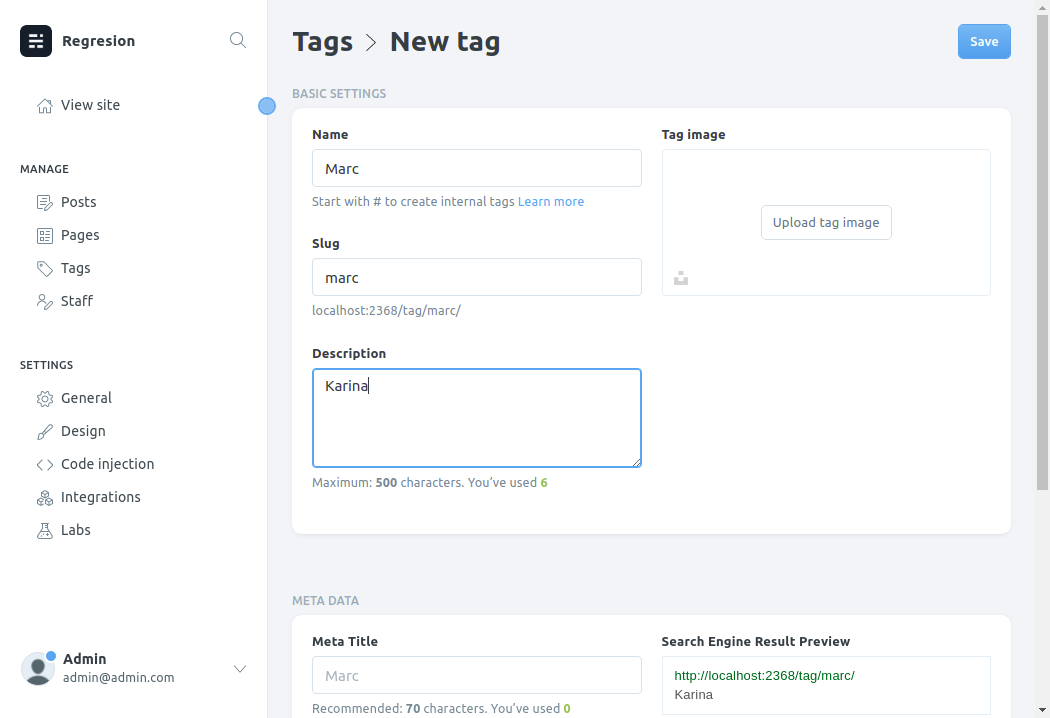 Regresion
View site
MANAGE
Posts
Pages
Tags
Staff
SETTINGS
General
Design
Code injection
Integrations
Labs
Admin
admin@admin.com
Tags > New tag
Save
BASIC SETTINGS
Name
Marc
Start with # to create internal tags Learn more
Slug
marc
localhost:2368/tag/marc/
Description
Karina
Maximum: 500 characters. You’ve used 6
Tag image
Upload tag image
META DATA
Meta Title
Marc
Recommended: 70 characters. You’ve used 0
Search Engine Result Preview
http://localhost:2368/tag/marc/
Karina